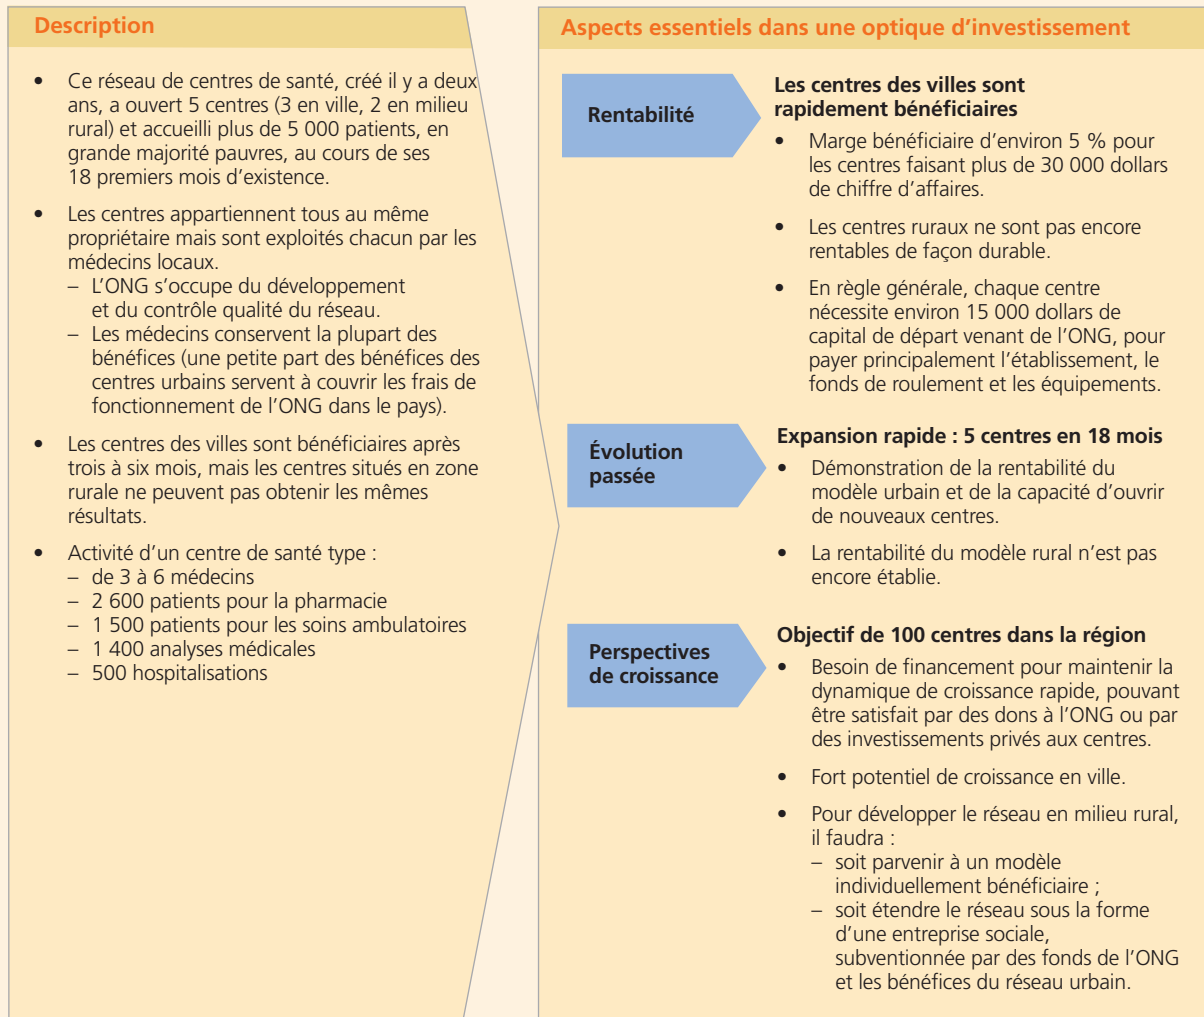 Description
• Ce réseau de centres de santé, créé il y a deux
ans, a ouvert 5 centres (3 en ville, 2 en milieu
rural) et accueilli plus de 5 000 patients, en
grande majorité pauvres, au cours de ses
18 premiers mois d’existence.
• Les centres appartiennent tous au même
propriétaire mais sont exploités chacun par les
médecins locaux.
– L’ONG s’occupe du développement
et du contrôle qualité du réseau.
– Les médecins conservent la plupart des
bénéfices (une petite part des bénéfices des
centres urbains servent à couvrir les frais de
fonctionnement de l’ONG dans le pays).
• Les centres des villes sont bénéficiaires après
trois à six mois, mais les centres situés en zone
rurale ne peuvent pas obtenir les mêmes
résultats.
• Activité d’un centre de santé type :
– de 3 à 6 médecins
– 2 600 patients pour la pharmacie
– 1 500 patients pour les soins ambulatoires
– 1 400 analyses médicales
– 500 hospitalisations
Aspects essentiels dans une optique d’investissement
Rentabilité
Les centres des villes sont
rapidement bénéficiaires
• Marge bénéficiaire d’environ 5 % pour
les centres faisant plus de 30 000 dollars
de chiffre d’affaires.
• Les centres ruraux ne sont pas encore
rentables de façon durable.
• En règle générale, chaque centre
nécessite environ 15 000 dollars de
capital de départ venant de l’ONG, pour
payer principalement l’établissement, le
fonds de roulement et les équipements.
Évolution
passée
Expansion rapide : 5 centres en 18 mois
• Démonstration de la rentabilité du
modèle urbain et de la capacité d’ouvrir
de nouveaux centres.
• La rentabilité du modèle rural n’est pas
encore établie.
Perspectives
de croissance
Objectif de 100 centres dans la région
• Besoin de financement pour maintenir la
dynamique de croissance rapide, pouvant
être satisfait par des dons à l’ONG ou par
des investissements privés aux centres.
• Fort potentiel de croissance en ville.
• Pour développer le réseau en milieu rural,
il faudra :
– soit parvenir à un modèle
individuellement bénéficiaire ;
– soit étendre le réseau sous la forme
d’une entreprise sociale,
subventionnée par des fonds de l’ONG
et les bénéfices du réseau urbain.